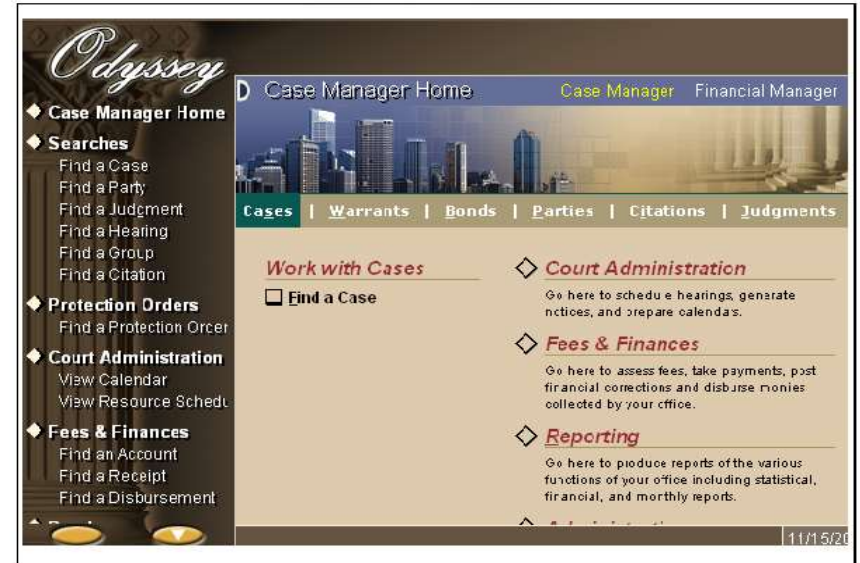 Odyssey
Case Manager Home
Searches
Find a Case
Find a Party
Find a Judgment
Find a Hearing
Find a Group
Find a Citation
Protection Orders
Find a Protection Order
Court Administration
View Calendar
View Resource Schedu
Fees & Finances
Find an Account
Find a Receipt
Find a Disbursement
Case Manager Home Case Manager Financial Manager
Cases | Warrants | Bonds | Parties | Citations | Judgments
Work with Cases
Find a Case
Court Administration
Go here to schedule hearings, generate
notices, and prepare calendars.
Fees & Finances
Go here to assess fees, take payments, post
financial corrections and disburse monies
collected by your office.
Reporting
Go here to produce reports of the various
functions of your office including statistical,
financial, and monthly reports.
11/15/20